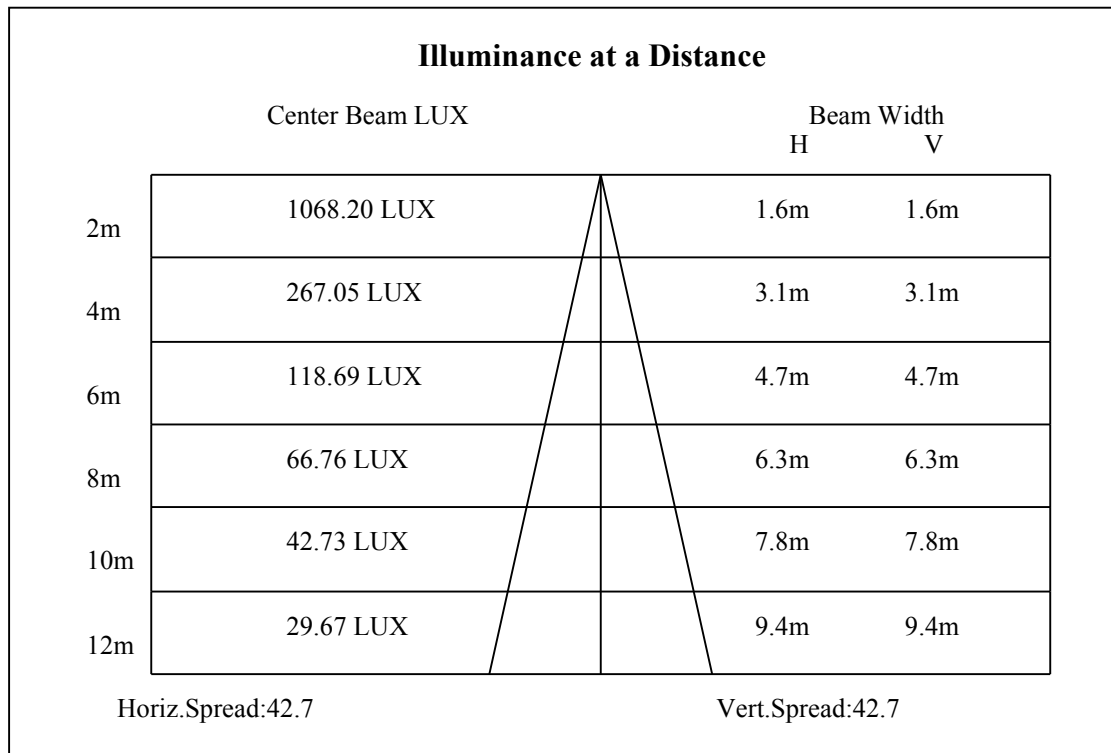 Illuminance at a Distance
Center Beam LUX Beam Width
H V
1068.20 LUX 1.6m 1.6m
2m
267.05 LUX 3.1m 3.1m
4m
118.69 LUX 4.7m 4.7m
6m
66.76 LUX 6.3m 6.3m
8m
42.73 LUX 7.8m 7.8m
10m
29.67 LUX 9.4m 9.4m
12m
Horiz.Spread:42.7 Vert.Spread:42.7